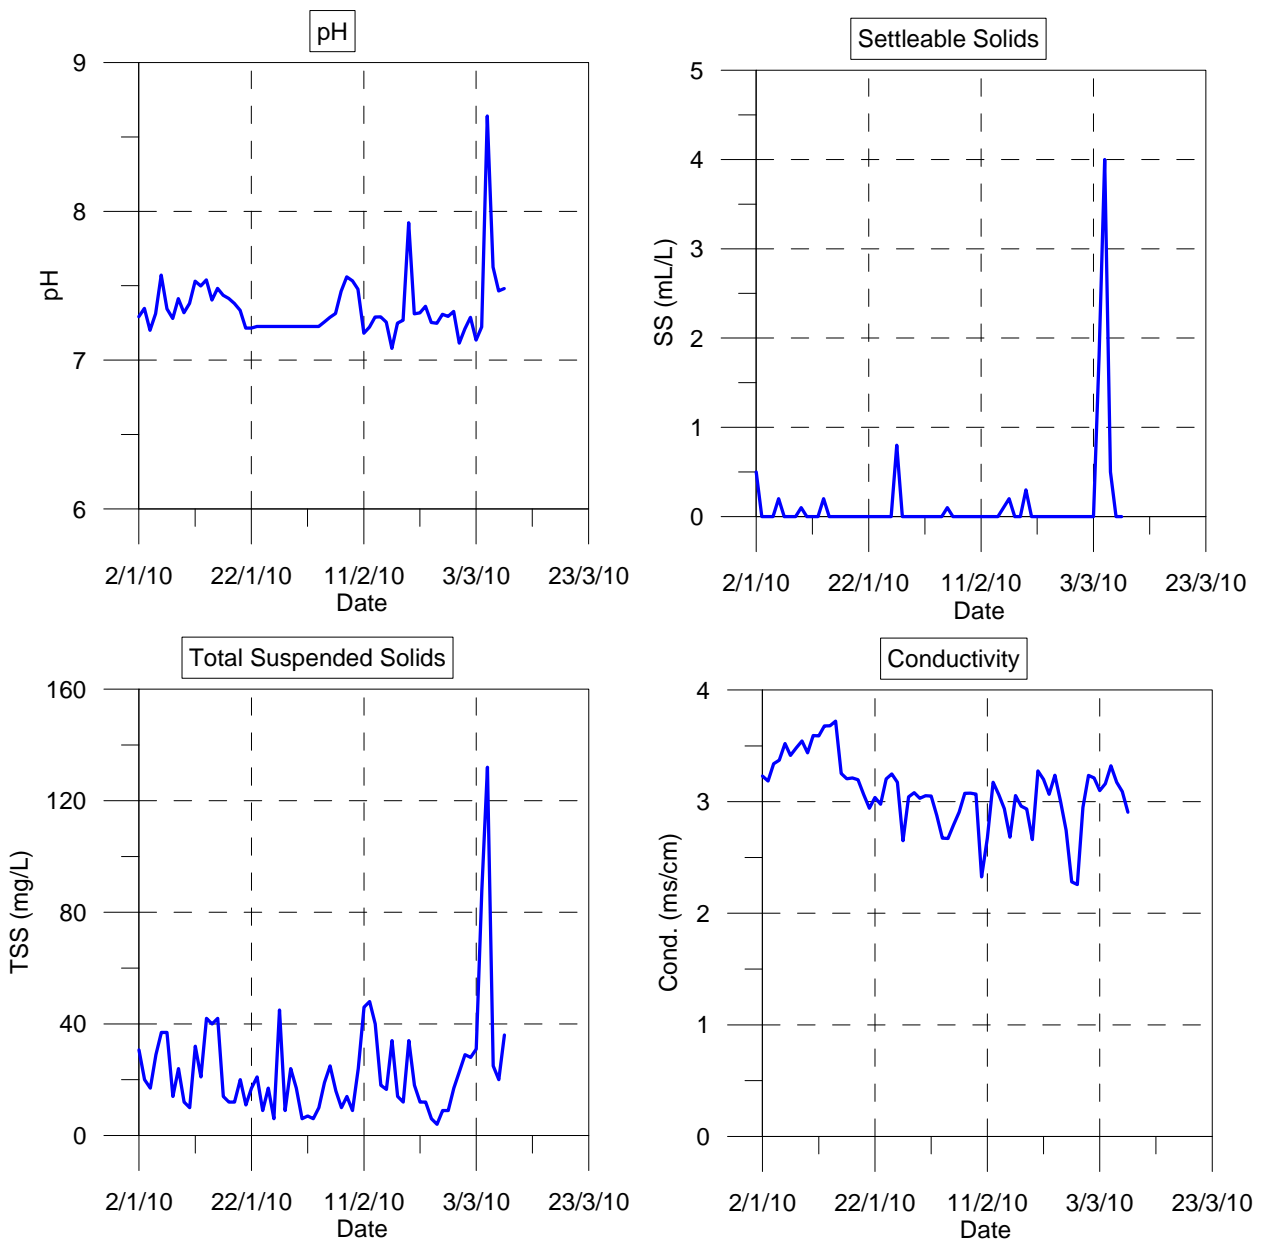 pH
9
8
7
6
pH
2/1/10 22/1/10 11/2/10 3/3/10 23/3/10
Date
Settleable Solids
5
4
3
2
1
0
SS (mL/L)
2/1/10 22/1/10 11/2/10 3/3/10 23/3/10
Date
Total Suspended Solids
160
120
80
40
0
TSS (mg/L)
2/1/10 22/1/10 11/2/10 3/3/10 23/3/10
Date
Conductivity
4
3
2
1
0
Cond. (ms/cm)
2/1/10 22/1/10 11/2/10 3/3/10 23/3/10
Date